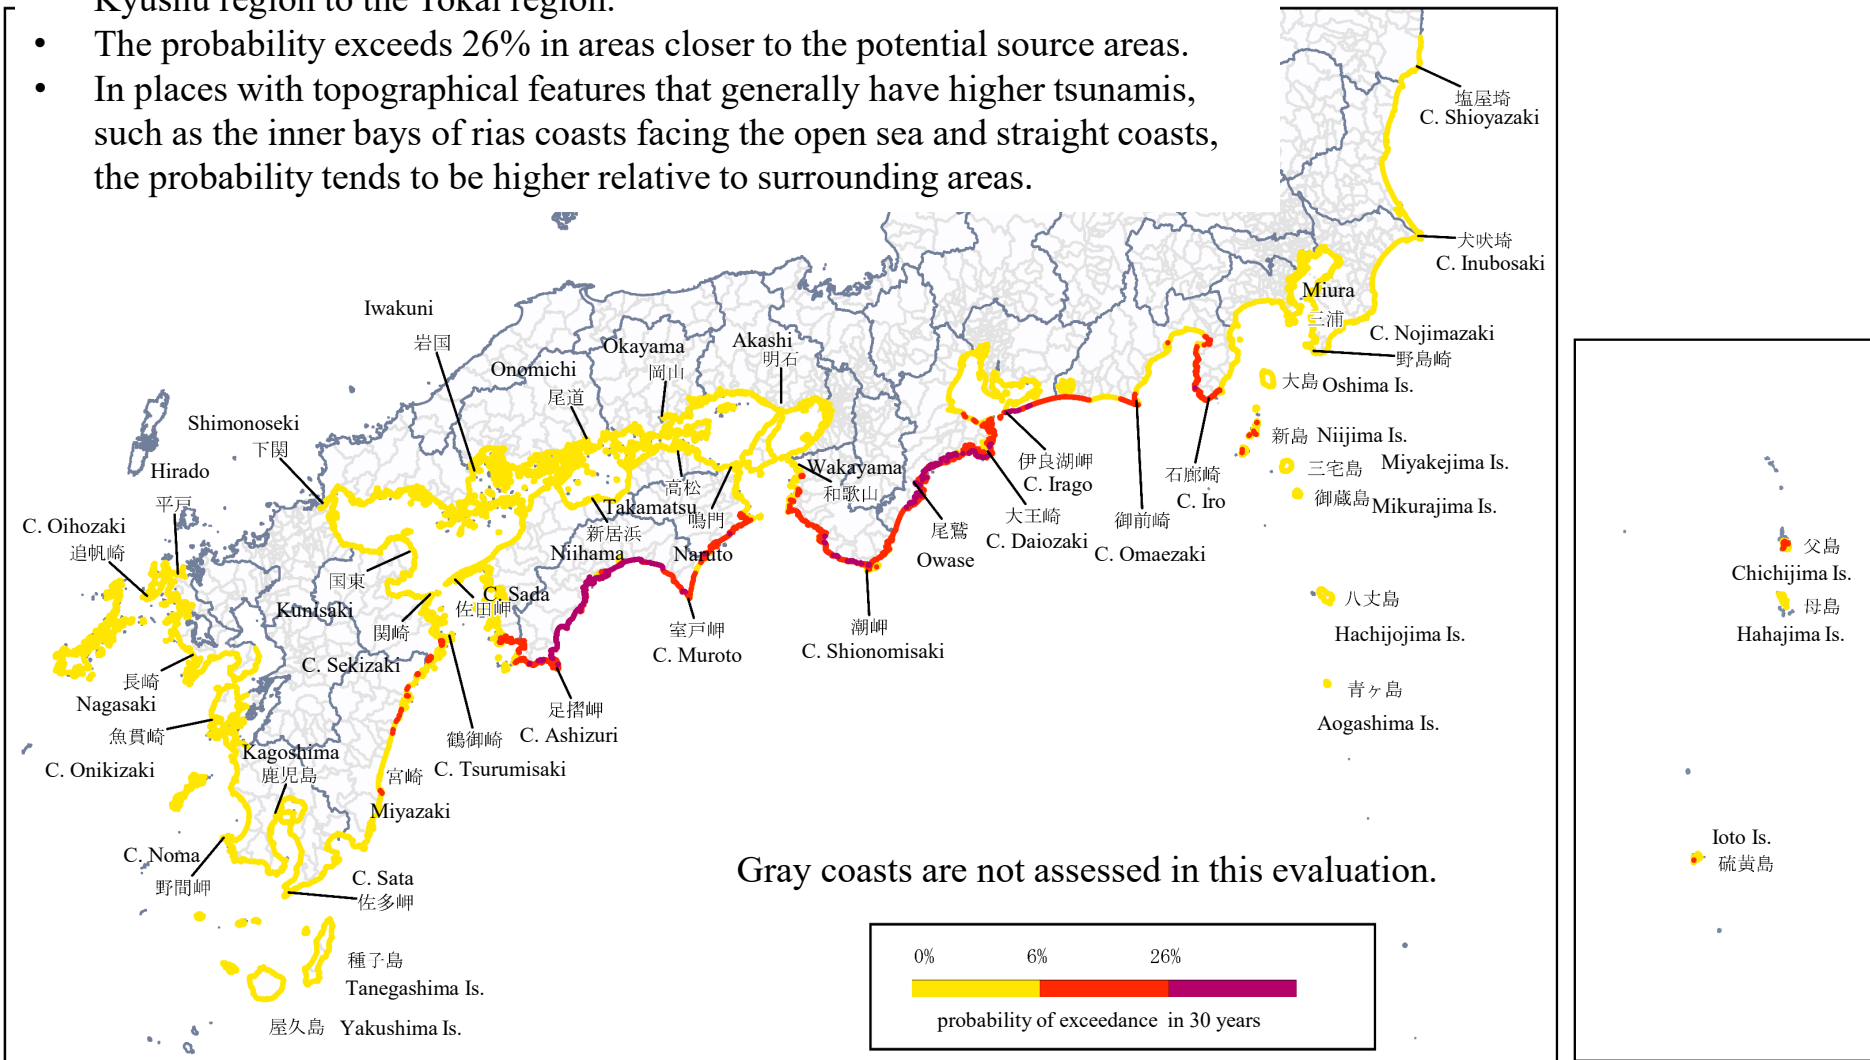 Kyushu region to the Tokai region.
• The probability exceeds 26% in areas closer to the potential source areas.
• In places with topographical features that generally have higher tsunamis,
such as the inner bays of rias coasts facing the open sea and straight coasts,
the probability tends to be higher relative to surrounding areas.
塩屋埼
C. Shioyazaki
犬吠埼
C. Inubosaki
Miura
三浦
C. Nojimazaki
野島崎
大島 Oshima Is.
新島 Niijima Is.
三宅島 Miyakejima Is.
御蔵島 Mikurajima Is.
八丈島
Hachijojima Is.
青ヶ島
Aogashima Is.
Iwakuni
岩国
Onomichi
尾道
Okayama
岡山
Akashi
明石
Shimonoseki
下関
Hirado
平戸
C. Oihozaki
追帆崎
国東
Kunisaki
関崎
C. Sekizaki
C. Sada
佐田岬
新居浜
Niihama
高松
Takamatsu
鳴門
Naruto
Wakayama
和歌山
尾鷲
Owase
伊良湖岬
C. Irago
大王崎
C. Daiozaki
御前崎
C. Omaezaki
石廊崎
C. Iro
室戸岬
C. Muroto
潮岬
C. Shionomisaki
足摺岬
C. Ashizuri
鶴御崎
C. Tsurumisaki
長崎
Nagasaki
魚貫崎
C. Onikizaki
Kagoshima
鹿児島
宮崎
Miyazaki
C. Noma
野間岬
C. Sata
佐多岬
種子島
Tanegashima Is.
屋久島 Yakushima Is.
Gray coasts are not assessed in this evaluation.
0% 6% 26%
probability of exceedance in 30 years
父島
Chichijima Is.
母島
Hahajima Is.
Ioto Is.
硫黄島